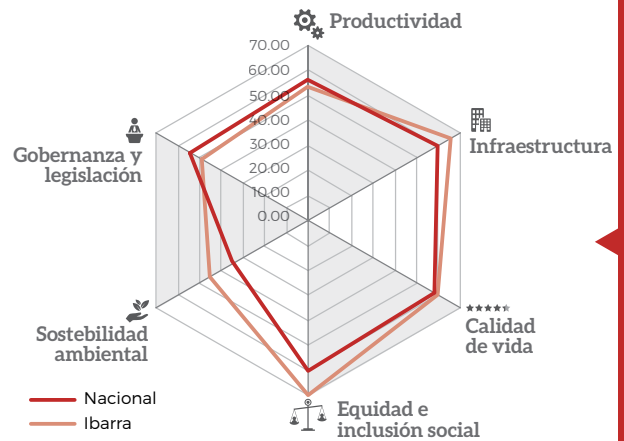 Productividad
70.00
60.00
50.00
40.00
30.00
20.00
10.00
0.00
Infraestructura
Gobernanza y
legislación
Sostebilidad
ambiental
Calidad
de vida
Equidad e
inclusión social
Nacional
Ibarra